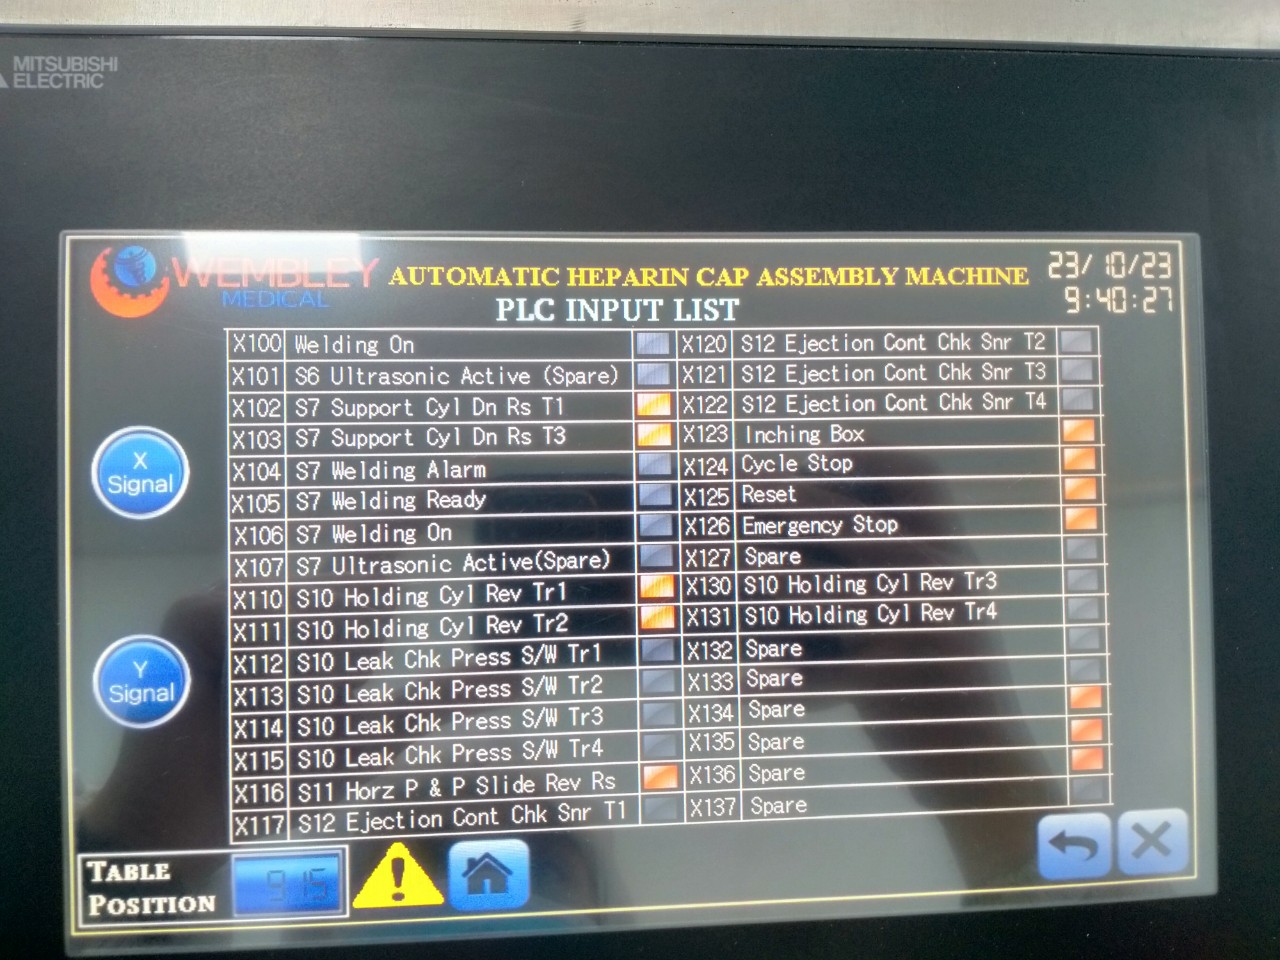 MITSUBISHI
ELECTRIC
WEMBLEY
MEDICAL
AUTOMATIC HEPARIN CAP ASSEMBLY MACHINE
PLC INPUT LIST
23/10/23
9:40:27
X100 Welding On
X101 S6 Ultrasonic Active (Spare)
X102 S7 Support Cyl Dn Rs T1
X103 S7 Support Cyl Dn Rs T3
X104 S7 Welding Alarm
X105 S7 Welding Ready
X106 S7 Welding On
X107 S7 Ultrasonic Active(Spare)
X110 S10 Holding Cyl Rev Tr1
X111 S10 Holding Cyl Rev Tr2
X112 S10 Leak Chk Press S/W Tr1
X113 S10 Leak Chk Press S/W Tr2
X114 S10 Leak Chk Press S/W Tr3
X115 S10 Leak Chk Press S/W Tr4
X116 S11 Horz P & P Slide Rev Rs
X117 S12 Ejection Cont Chk Snr T1
X120 S12 Ejection Cont Chk Snr T2
X121 S12 Ejection Cont Chk Snr T3
X122 S12 Ejection Cont Chk Snr T4
X123 Inching Box
X124 Cycle Stop
X125 Reset
X126 Emergency Stop
X127 Spare
X130 S10 Holding Cyl Rev Tr3
X131 S10 Holding Cyl Rev Tr4
X132 Spare
X133 Spare
X134 Spare
X135 Spare
X136 Spare
X137 Spare
X
Signal
Y
Signal
TABLE
POSITION
915